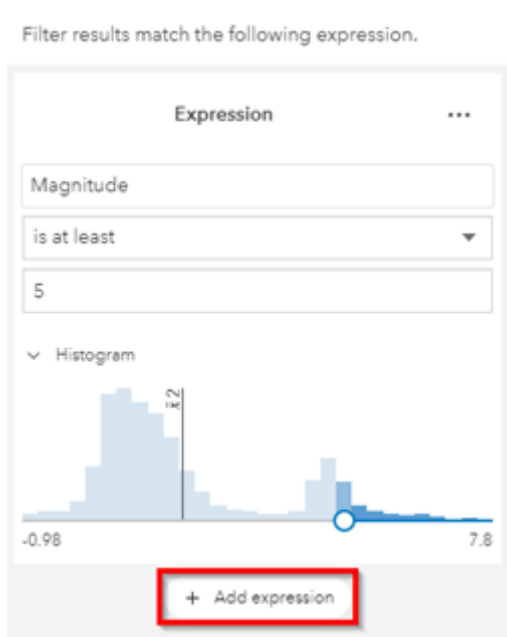 Filter results match the following expression.
Expression
Magnitude
is at least
5
Histogram
x̄ 2
-0.98
7.8
+ Add expression